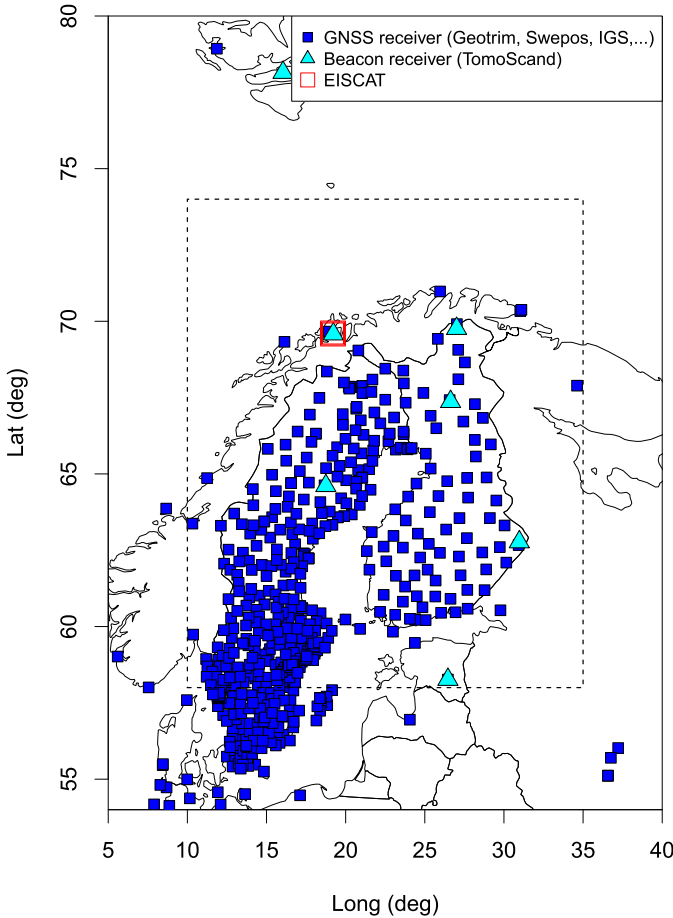 GNSS receiver (Geotrim, Swepos, IGS,...)
Beacon receiver (TomoScand)
EISCAT
80
75
70
65
60
55
Lat (deg)
5 10 15 20 25 30 35 40
Long (deg)